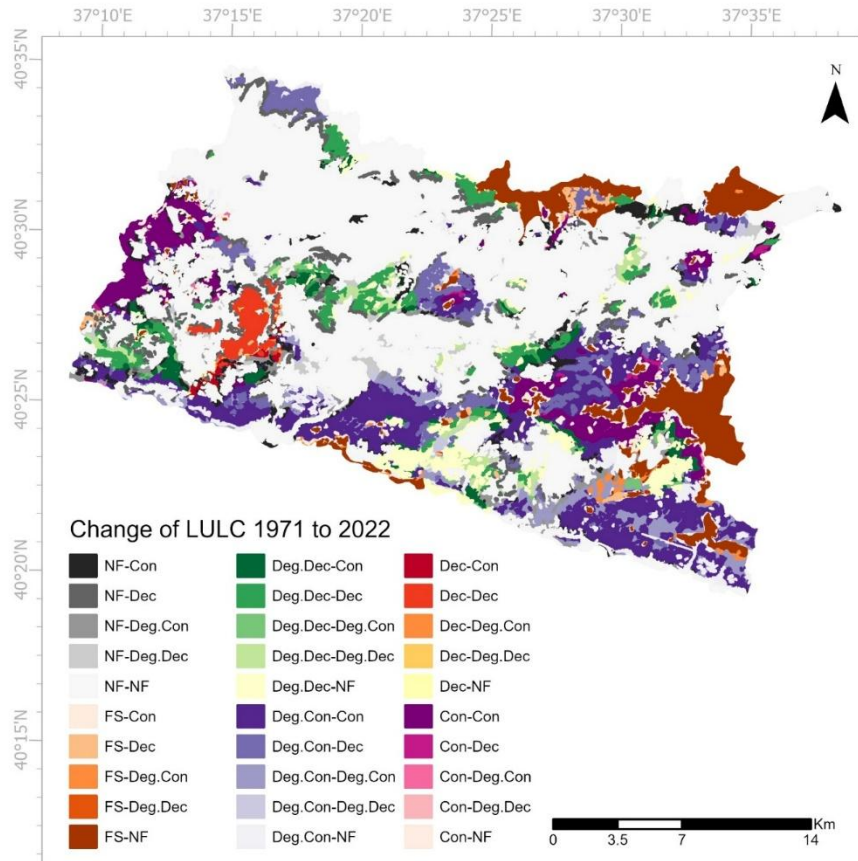 37°10'E 37°15'E 37°20'E 37°25'E 37°30'E 37°35'E
40°35'N
N
40°30'N
40°25'N
40°20'N
40°15'N
Change of LULC 1971 to 2022
NF-Con Deg.Dec-Con Dec-Con
NF-Dec Deg.Dec-Dec Dec-Dec
NF-Deg.Con Deg.Dec-Deg.Con Dec-Deg.Con
NF-Deg.Dec Deg.Dec-Deg.Dec Dec-Deg.Dec
NF-NF Deg.Dec-NF Dec-NF
FS-Con Deg.Con-Con Con-Con
FS-Dec Deg.Con-Dec Con-Dec
FS-Deg.Con Deg.Con-Deg.Con Con-Deg.Con
FS-Deg.Dec Deg.Con-Deg.Dec Con-Deg.Dec
FS-NF Deg.Con-NF Con-NF
Km
0 3.5 7 14